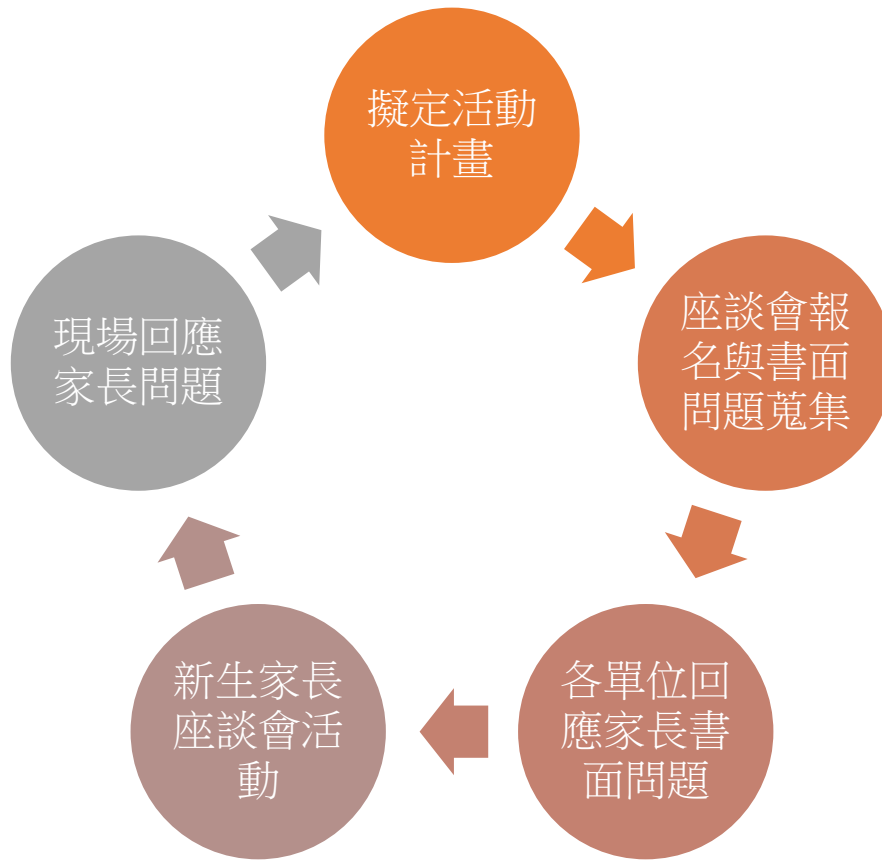 擬定活動
計畫
座談會報
名與書面
問題蒐集
各單位回
應家長書
面問題
新生家長
座談會活
動
現場回應
家長問題